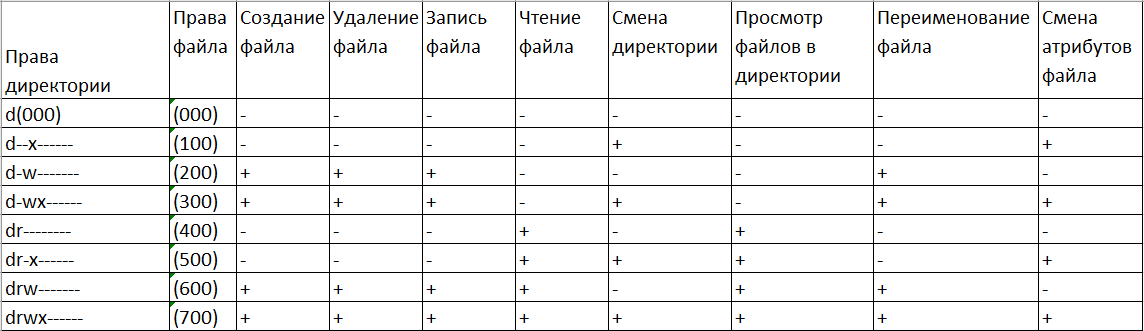 Права директории Права файла Создание файла Удаление файла Запись файла Чтение файла Смена директории Просмотр файлов в директории Переименование файла Смена атрибутов файла
d(000) (000) - - - - - - - -
d--x------ (100) - - - - + - - +
d-w------- (200) + + + - - - + -
d-wx------ (300) + + + - + - + +
dr-------- (400) - - - + - + - -
dr-x------ (500) - - - + + + - +
drw------- (600) + + + + - + + -
drwx------ (700) + + + + + + + +